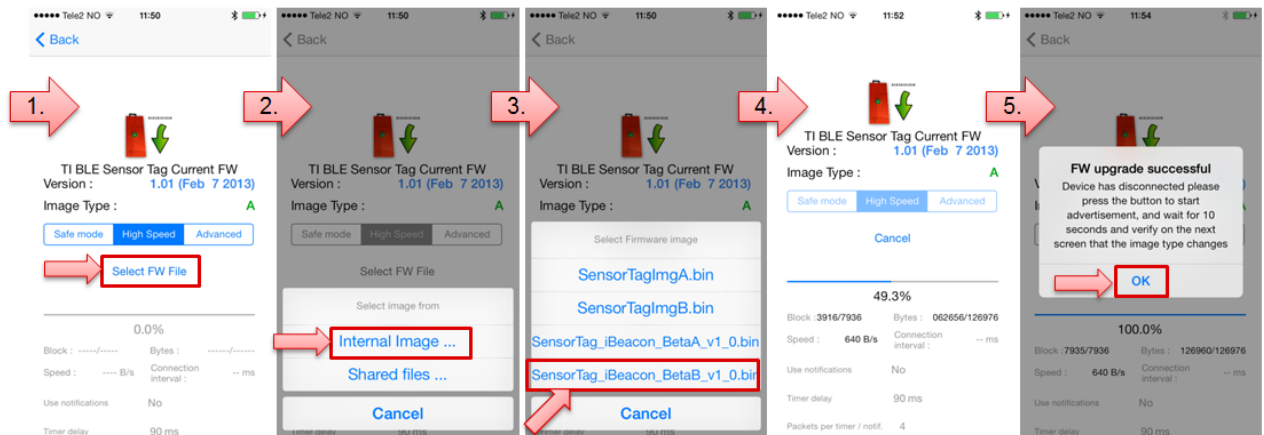 1.
Tele2 NO 11:50
Back
TI BLE Sensor Tag Current FW
Version : 1.01 (Feb 7 2013)
Image Type : A
Safe mode High Speed Advanced
Select FW File
0.0%
Block : -----/----- Bytes : ------/------
Speed : ---- B/s Connection interval : -- ms
Use notifications No
Timer delay 90 ms
2.
Tele2 NO 11:50
Back
TI BLE Sensor Tag Current FW
Version : 1.01 (Feb 7 2013)
Image Type : A
Safe mode High Speed Advanced
Select FW File
Select image from
Internal Image ...
Shared files ...
Cancel
Timer delay 90 ms
3.
Tele2 NO 11:50
Back
TI BLE Sensor Tag Current FW
Version : 1.01 (Feb 7 2013)
Image Type : A
Select Firmware image
SensorTagImgA.bin
SensorTagImgB.bin
SensorTag_iBeacon_BetaA_v1_0.bin
SensorTag_iBeacon_BetaB_v1_0.bin
Cancel
Timer delay 90 ms
4.
Tele2 NO 11:52
TI BLE Sensor Tag Current FW
Version : 1.01 (Feb 7 2013)
Image Type : A
Safe mode High Speed Advanced
Cancel
49.3%
Block :3916/7936 Bytes : 062656/126976
Speed : 640 B/s Connection interval : -- ms
Use notifications No
Timer delay 90 ms
Packets per timer / notif. 4
5.
Tele2 NO 11:54
Back
FW upgrade successful
Device has disconnected please
press the button to start
advertisement, and wait for 10
seconds and verify on the next
screen that the image type changes
OK
100.0%
Block :7935/7936 Bytes : 126960/126976
Speed : 640 B/s Connection interval : -- ms
Use notifications No
Timer delay 90 ms